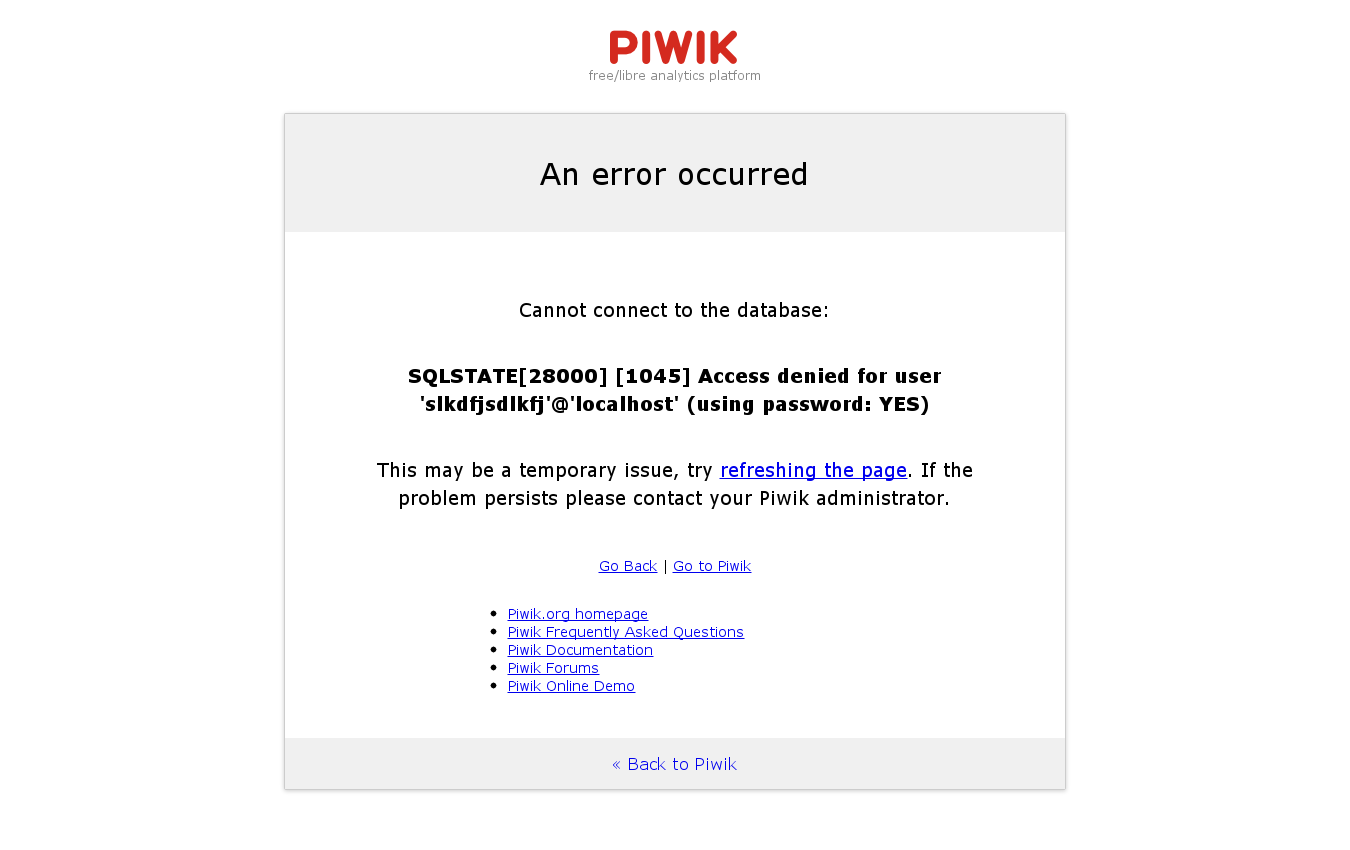 PIWIK
free/libre analytics platform
An error occurred
Cannot connect to the database:
SQLSTATE[28000] [1045] Access denied for user
'slkdfjsdlkfj'@'localhost' (using password: YES)
This may be a temporary issue, try refreshing the page. If the
problem persists please contact your Piwik administrator.
Go Back | Go to Piwik
• Piwik.org homepage
• Piwik Frequently Asked Questions
• Piwik Documentation
• Piwik Forums
• Piwik Online Demo
« Back to Piwik